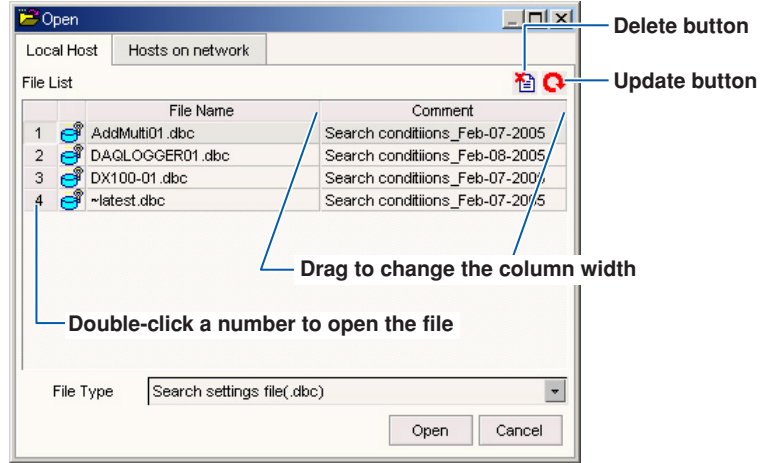 Open
Delete button
Local Host Hosts on network
File List
Update button
File Name Comment
1 AddMulti01.dbc Search conditiions_Feb-07-2005
2 DAQLOGGER01.dbc Search conditiions_Feb-08-2005
3 DX100-01.dbc Search conditiions_Feb-07-2005
4 ~latest.dbc Search conditiions_Feb-07-2005
Drag to change the column width
Double-click a number to open the file
File Type Search settings file(.dbc)
Open Cancel